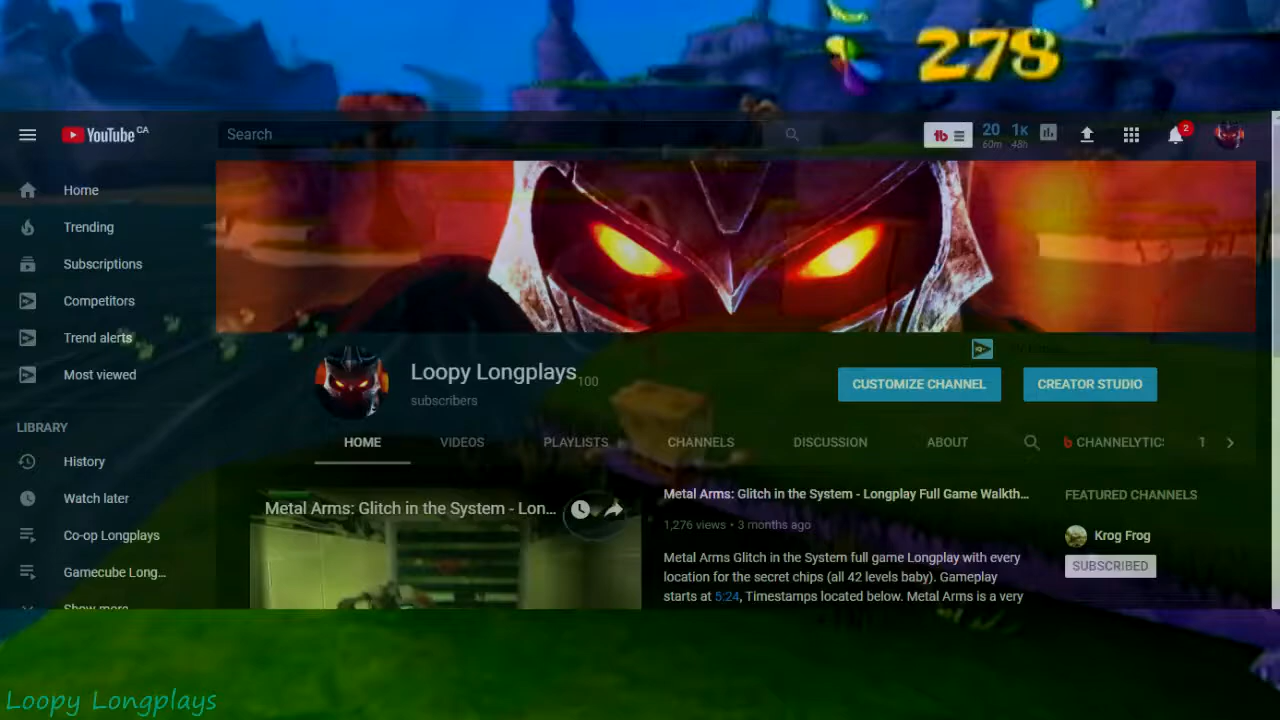 278
YouTube CA
Search
tb
20 1K
60m 48h
2
Home
Trending
Subscriptions
Competitors
Trend alerts
Most viewed
LIBRARY
History
Watch later
Co-op Longplays
Gamecube Long...
Show more
Loopy Longplays 100
subscribers
CUSTOMIZE CHANNEL
CREATOR STUDIO
HOME
VIDEOS
PLAYLISTS
CHANNELS
DISCUSSION
ABOUT
b CHANNELYTICS
Metal Arms: Glitch in the System - Lon...
Metal Arms: Glitch in the System - Longplay Full Game Walkth...
1,276 views • 3 months ago
Metal Arms Glitch in the System full game Longplay with every
location for the secret chips (all 42 levels baby). Gameplay
starts at 5:24, Timestamps located below. Metal Arms is a very
FEATURED CHANNELS
Krog Frog
SUBSCRIBED
Loopy Longplays